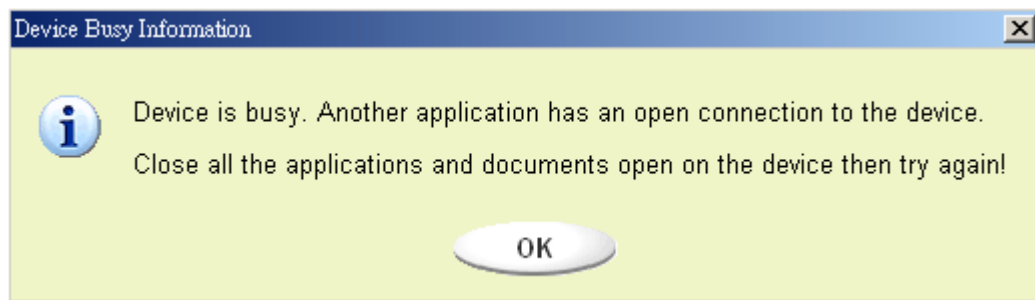 Device Busy Information
Device is busy. Another application has an open connection to the device.
Close all the applications and documents open on the device then try again!
OK